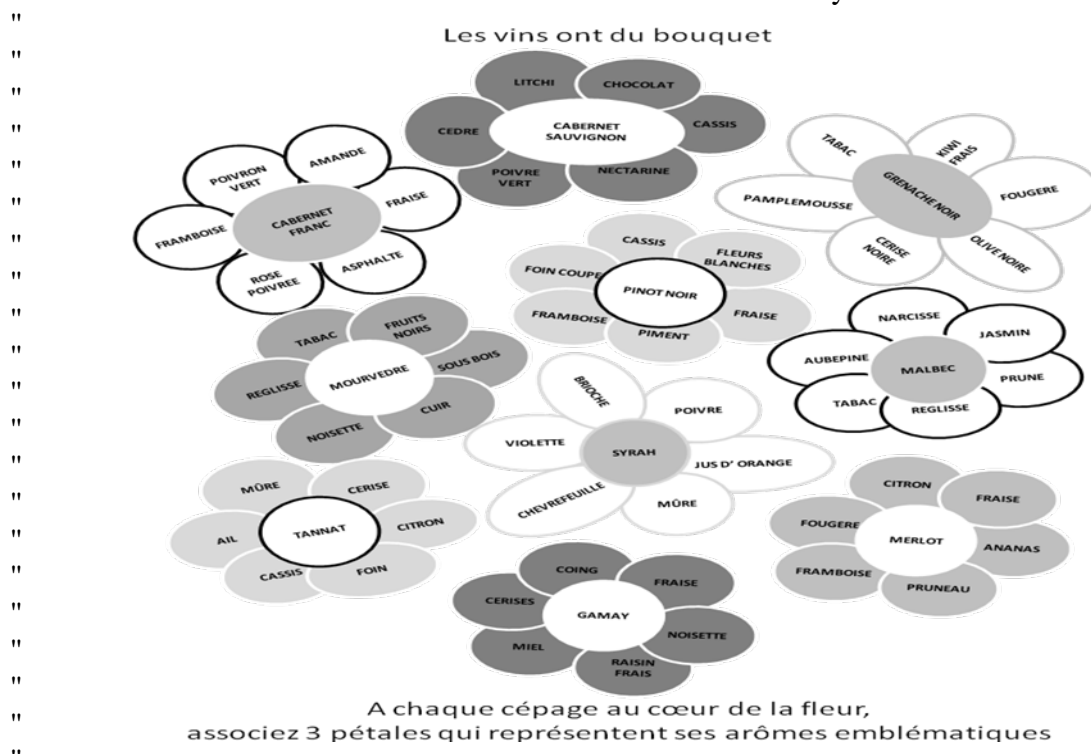 Les vins ont du bouquet
LITCHI
CHOCOLAT
CEDRE
CABERNET
SAUVIGNON
CASSIS
POIVRE
VERT
NECTARINE
POIVRON
VERT
AMANDE
FRAMBOISE
CABERNET
FRANC
FRAISE
ROSE
POIVREE
ASPHALTE
TABAC
KIWI
FRAIS
PAMPLEMOUSSE
GRENACHE NOIR
FOUGERE
CERISE
NOIRE
OLIVE NOIRE
CASSIS
FLEURS
BLANCHES
FOIN COUPE
PINOT NOIR
FRAMBOISE
PIMENT
FRAISE
TABAC
FRUITS
NOIRS
REGLISSE
MOURVEDRE
SOUS BOIS
NOISETTE
CUIR
NARCISSE
JASMIN
AUBEPINE
MALBEC
PRUNE
TABAC
REGLISSE
BRIOCHE
POIVRE
VIOLETTE
SYRAH
JUS D' ORANGE
CHEVREFEUILLE
MÛRE
MÛRE
CERISE
AIL
TANNAT
CITRON
CASSIS
FOIN
CITRON
FRAISE
FOUGERE
MERLOT
ANANAS
FRAMBOISE
PRUNEAU
COING
FRAISE
CERISES
GAMAY
NOISETTE
MIEL
RAISIN
FRAIS
A chaque cépage au cœur de la fleur,
associez 3 pétales qui représentent ses arômes emblématiques